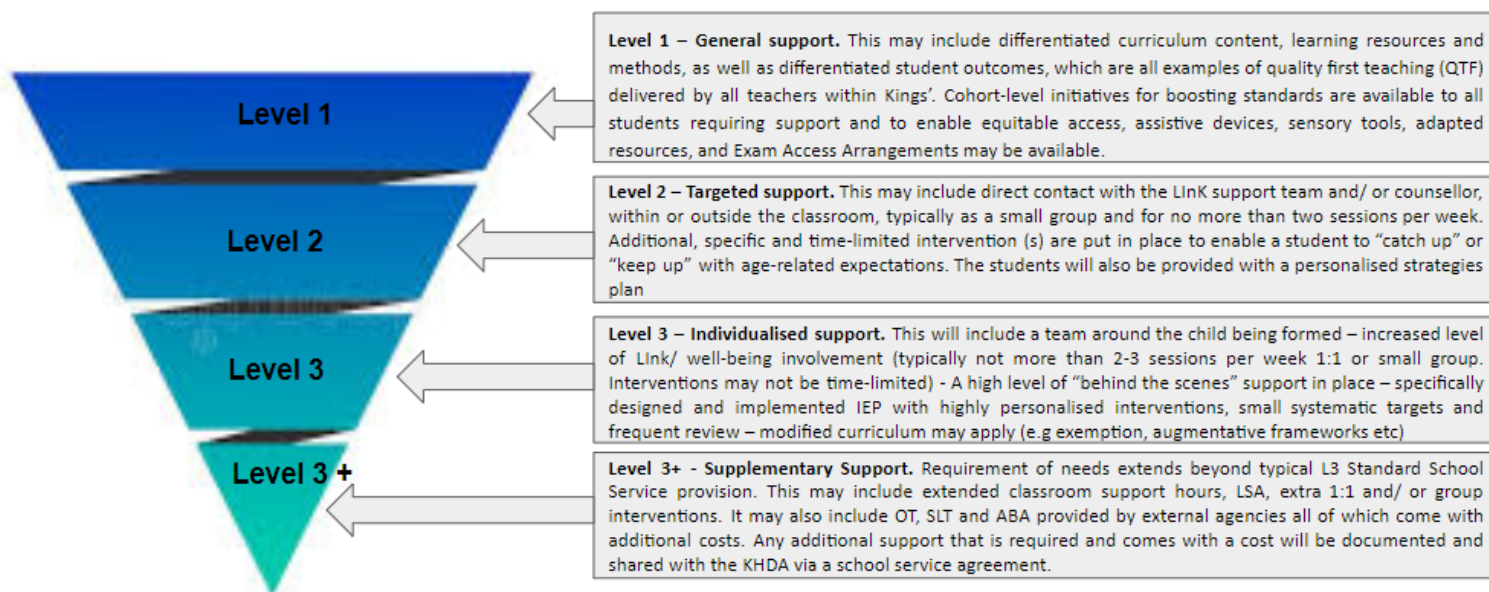 Level 1
Level 1 – General support. This may include differentiated curriculum content, learning resources and
methods, as well as differentiated student outcomes, which are all examples of quality first teaching (QTF)
delivered by all teachers within Kings’. Cohort-level initiatives for boosting standards are available to all
students requiring support and to enable equitable access, assistive devices, sensory tools, adapted
resources, and Exam Access Arrangements may be available.
Level 2
Level 2 – Targeted support. This may include direct contact with the LInK support team and/ or counsellor,
within or outside the classroom, typically as a small group and for no more than two sessions per week.
Additional, specific and time-limited intervention (s) are put in place to enable a student to “catch up” or
“keep up” with age-related expectations. The students will also be provided with a personalised strategies
plan
Level 3
Level 3 – Individualised support. This will include a team around the child being formed – increased level
of LInk/ well-being involvement (typically not more than 2-3 sessions per week 1:1 or small group.
Interventions may not be time-limited) - A high level of “behind the scenes” support in place – specifically
designed and implemented IEP with highly personalised interventions, small systematic targets and
frequent review – modified curriculum may apply (e.g exemption, augmentative frameworks etc)
Level 3 +
Level 3+ - Supplementary Support. Requirement of needs extends beyond typical L3 Standard School
Service provision. This may include extended classroom support hours, LSA, extra 1:1 and/ or group
interventions. It may also include OT, SLT and ABA provided by external agencies all of which come with
additional costs. Any additional support that is required and comes with a cost will be documented and
shared with the KHDA via a school service agreement.